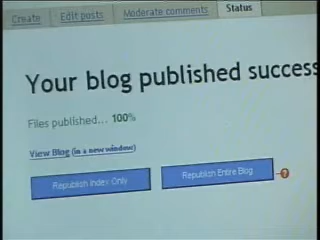 Create Edit posts Moderate comments Status
Your blog published success
Files published... 100%
View Blog (in a new window)
Republish Index Only Republish Entire Blog ?